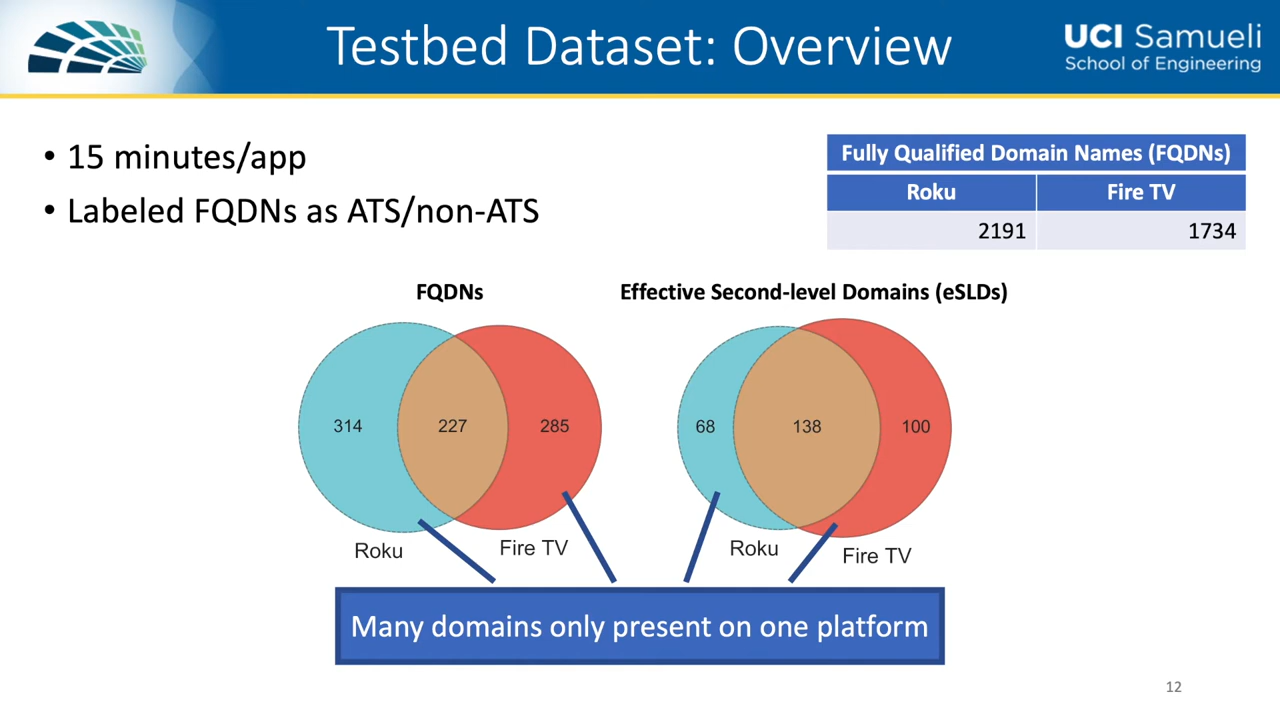 Testbed Dataset: Overview
UCI Samueli
School of Engineering
• 15 minutes/app
• Labeled FQDNs as ATS/non-ATS
Fully Qualified Domain Names (FQDNs)
Roku Fire TV
2191 1734
FQDNs
314 227 285
Roku Fire TV
Effective Second-level Domains (eSLDs)
68 138 100
Roku Fire TV
Many domains only present on one platform
12